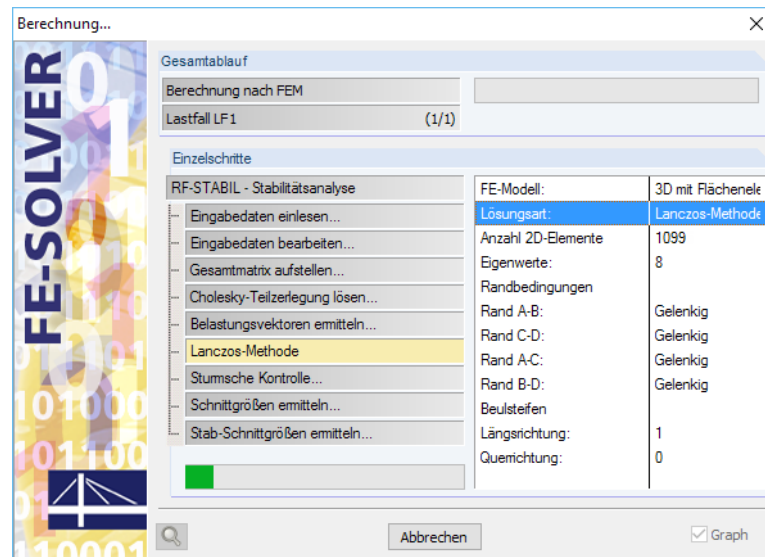 Berechnung...
FE-SOLVER
Gesamtablauf
Berechnung nach FEM
Lastfall LF1 (1/1)
Einzelschritte
RF-STABIL - Stabilitätsanalyse
Eingabedaten einlesen...
Eingabedaten bearbeiten...
Gesamtmatrix aufstellen...
Cholesky-Teilzerlegung lösen...
Belastungsvektoren ermitteln...
Lanczos-Methode
Sturmsche Kontrolle...
Schnittgrößen ermitteln...
Stab-Schnittgrößen ermitteln...
FE-Modell: 3D mit Flächenele
Lösungsart: Lanczos-Methode
Anzahl 2D-Elemente 1099
Eigenwerte: 8
Randbedingungen
Rand A-B: Gelenkig
Rand C-D: Gelenkig
Rand A-C: Gelenkig
Rand B-D: Gelenkig
Beulsteifen
Längsrichtung: 1
Querrichtung: 0
Abbrechen
Graph